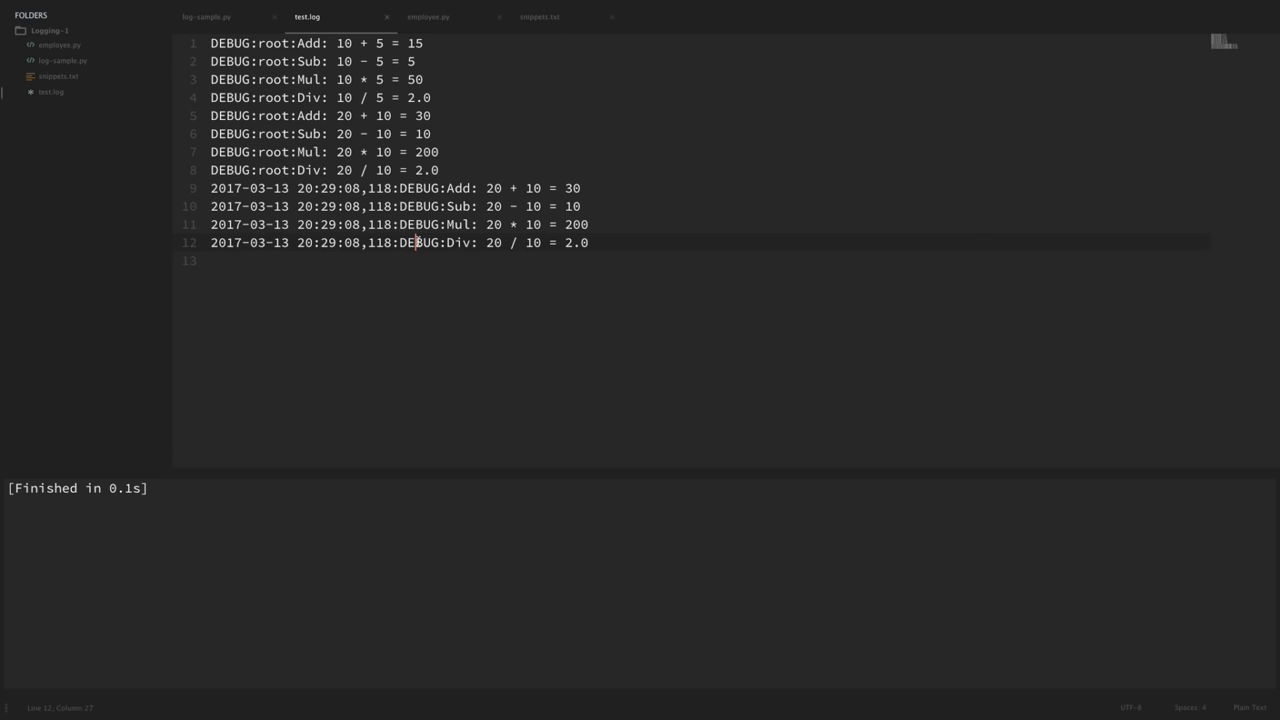 FOLDERS
Logging-1
employee.py
log-sample.py
snippets.txt
test.log
log-sample.py × test.log × employee.py × snippets.txt ×
1 DEBUG:root:Add: 10 + 5 = 15
2 DEBUG:root:Sub: 10 - 5 = 5
3 DEBUG:root:Mul: 10 * 5 = 50
4 DEBUG:root:Div: 10 / 5 = 2.0
5 DEBUG:root:Add: 20 + 10 = 30
6 DEBUG:root:Sub: 20 - 10 = 10
7 DEBUG:root:Mul: 20 * 10 = 200
8 DEBUG:root:Div: 20 / 10 = 2.0
9 2017-03-13 20:29:08,118:DEBUG:Add: 20 + 10 = 30
10 2017-03-13 20:29:08,118:DEBUG:Sub: 20 - 10 = 10
11 2017-03-13 20:29:08,118:DEBUG:Mul: 20 * 10 = 200
12 2017-03-13 20:29:08,118:DEBUG:Div: 20 / 10 = 2.0
13
[Finished in 0.1s]
Line 12, Column 27 UTF-8 Spaces: 4 Plain Text